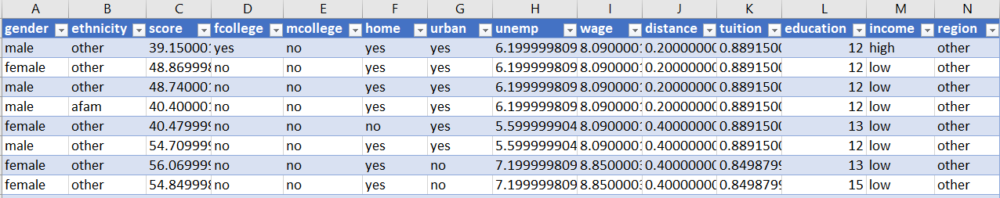 A B C D E F G H I J K L M N
gender ethnicity score fcollege mcollege home urban unemp wage distance tuition education income region
male other 39.150001 yes no yes yes 6.199999809 8.0900001 0.20000000 0.8891500 12 high other
female other 48.869998 no no yes yes 6.199999809 8.0900001 0.20000000 0.8891500 12 low other
male other 48.740001 no no yes yes 6.199999809 8.0900001 0.20000000 0.8891500 12 low other
male afam 40.400001 no no yes yes 6.199999809 8.0900001 0.20000000 0.8891500 12 low other
female other 40.479999 no no no yes 5.599999904 8.0900001 0.40000000 0.8891500 13 low other
male other 54.709999 no no yes yes 5.599999904 8.0900001 0.40000000 0.8891500 12 low other
female other 56.069999 no no yes no 7.199999809 8.8500003 0.40000000 0.8498799 13 low other
female other 54.849998 no no yes no 7.199999809 8.8500003 0.40000000 0.8498799 15 low other